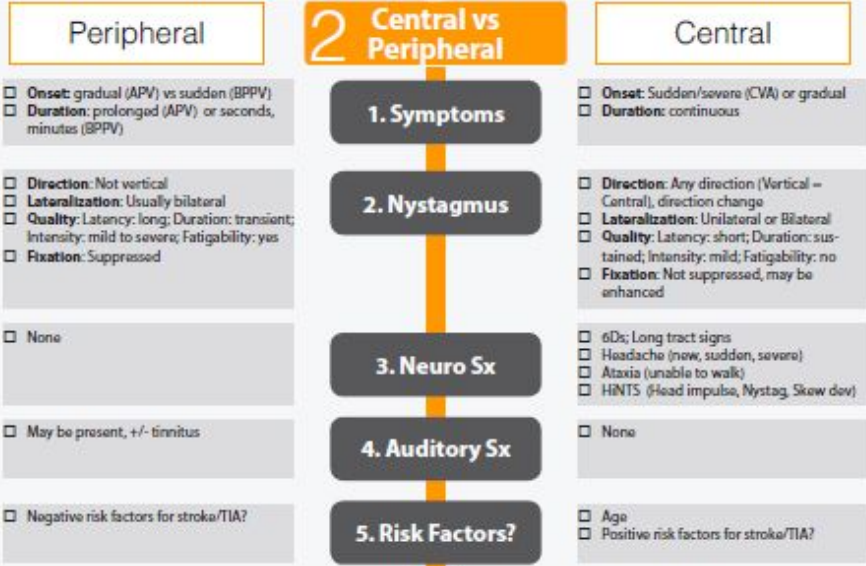 Peripheral
2 Central vs
Peripheral
Central
☐ Onset: gradual (APV) vs sudden (BPPV)
☐ Duration: prolonged (APV) or seconds,
minutes (BPPV)
1. Symptoms
☐ Onset: Sudden/severe (CVA) or gradual
☐ Duration: continuous
☐ Direction: Not vertical
☐ Lateralization: Usually bilateral
☐ Quality: Latency: long; Duration: transient;
Intensity: mild to severe; Fatigability: yes
☐ Fixation: Suppressed
2. Nystagmus
☐ Direction: Any direction (Vertical =
Central), direction change
☐ Lateralization: Unilateral or Bilateral
☐ Quality: Latency: short; Duration: sus-
tained; Intensity: mild; Fatigability: no
☐ Fixation: Not suppressed, may be
enhanced
☐ None
3. Neuro Sx
☐ 6Ds; Long tract signs
☐ Headache (new, sudden, severe)
☐ Ataxia (unable to walk)
☐ HiNTS (Head impulse, Nystag, Skew dev)
☐ May be present, +/- tinnitus
4. Auditory Sx
☐ None
☐ Negative risk factors for stroke/TIA?
5. Risk Factors?
☐ Age
☐ Positive risk factors for stroke/TIA?